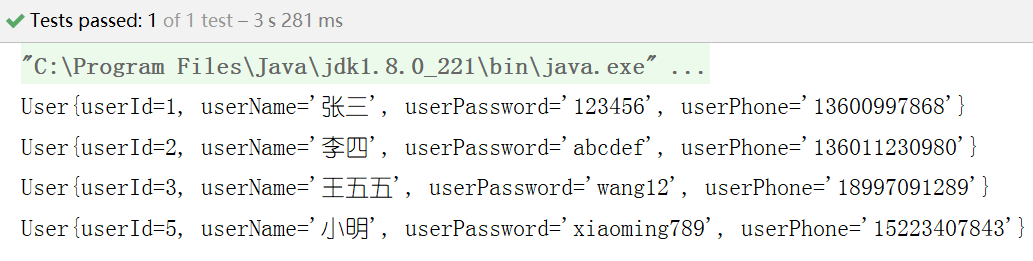 Tests passed: 1 of 1 test – 3 s 281 ms
"C:\Program Files\Java\jdk1.8.0_221\bin\java.exe" ...
User{userId=1, userName='张三', userPassword='123456', userPhone='13600997868'}
User{userId=2, userName='李四', userPassword='abcdef', userPhone='136011230980'}
User{userId=3, userName='王五五', userPassword='wang12', userPhone='18997091289'}
User{userId=5, userName='小明', userPassword='xiaoming789', userPhone='15223407843'}